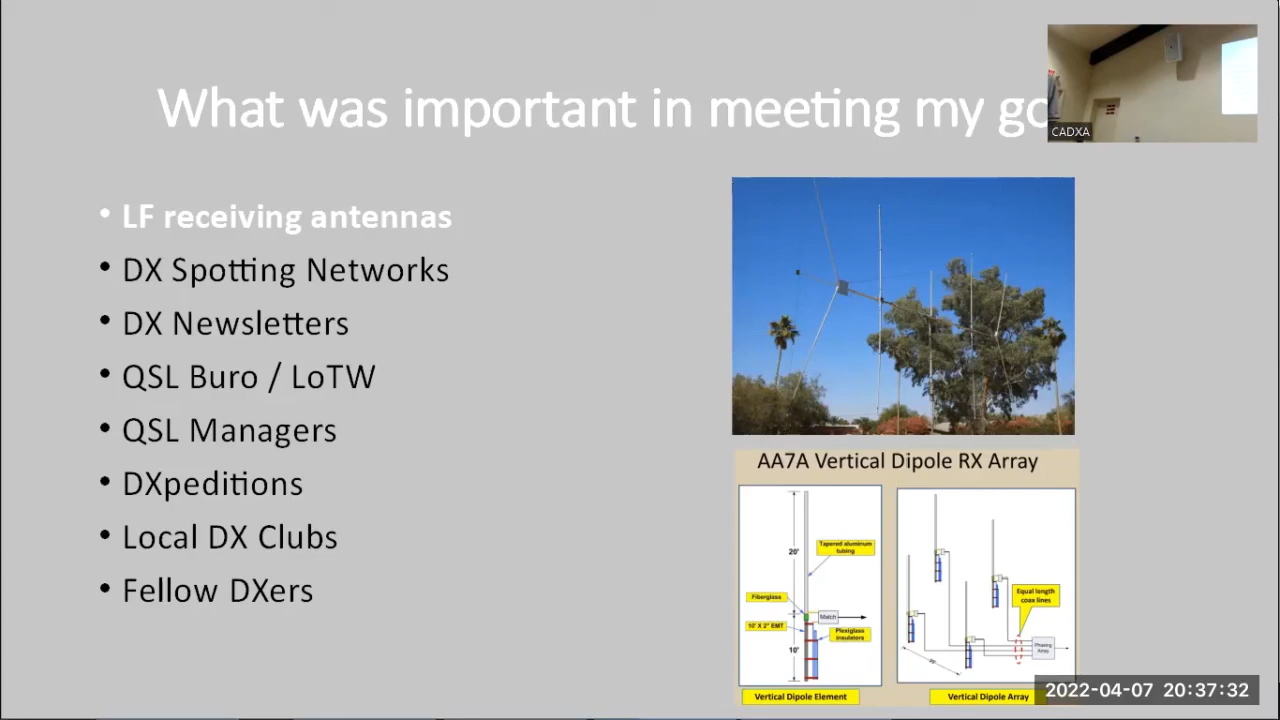 What was important in meeting my go
CADXA
• LF receiving antennas
• DX Spotting Networks
• DX Newsletters
• QSL Buro / LoTW
• QSL Managers
• DXpeditions
• Local DX Clubs
• Fellow DXers
AA7A Vertical Dipole RX Array
20'
Tapered aluminum
tubing
Fiberglass
Match
10' X 2" EMT
Plexiglass
insulators
10'
Vertical Dipole Element
Equal length
coax lines
Phasing
Array
Vertical Dipole Array
2022-04-07 20:37:32